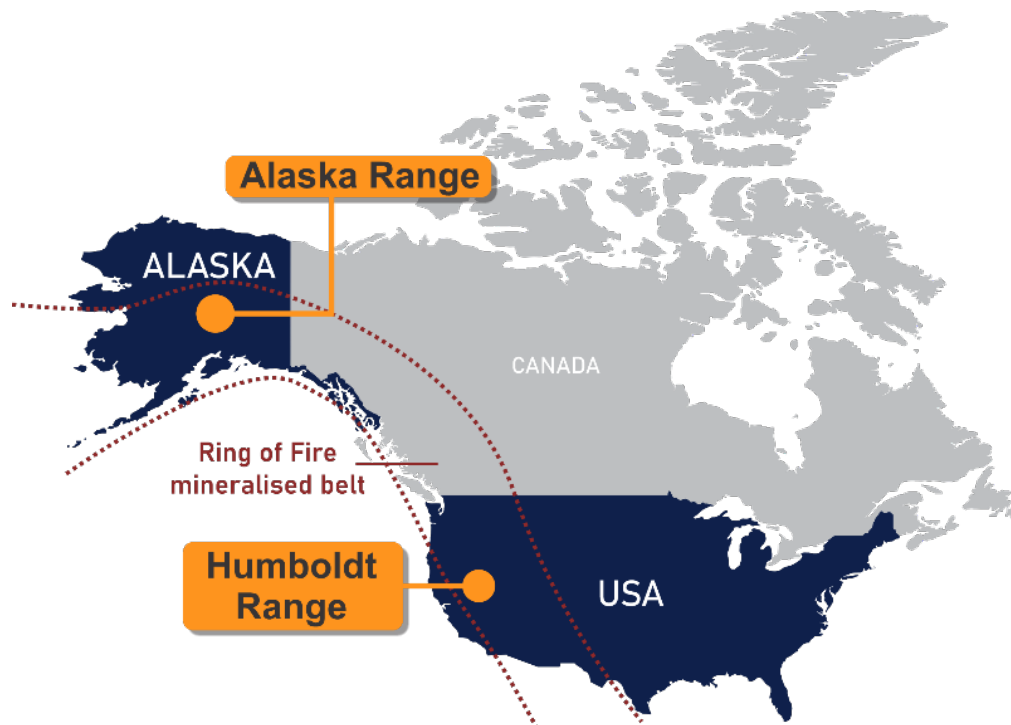 Alaska Range
ALASKA
CANADA
Ring of Fire
mineralised belt
Humboldt
Range
USA